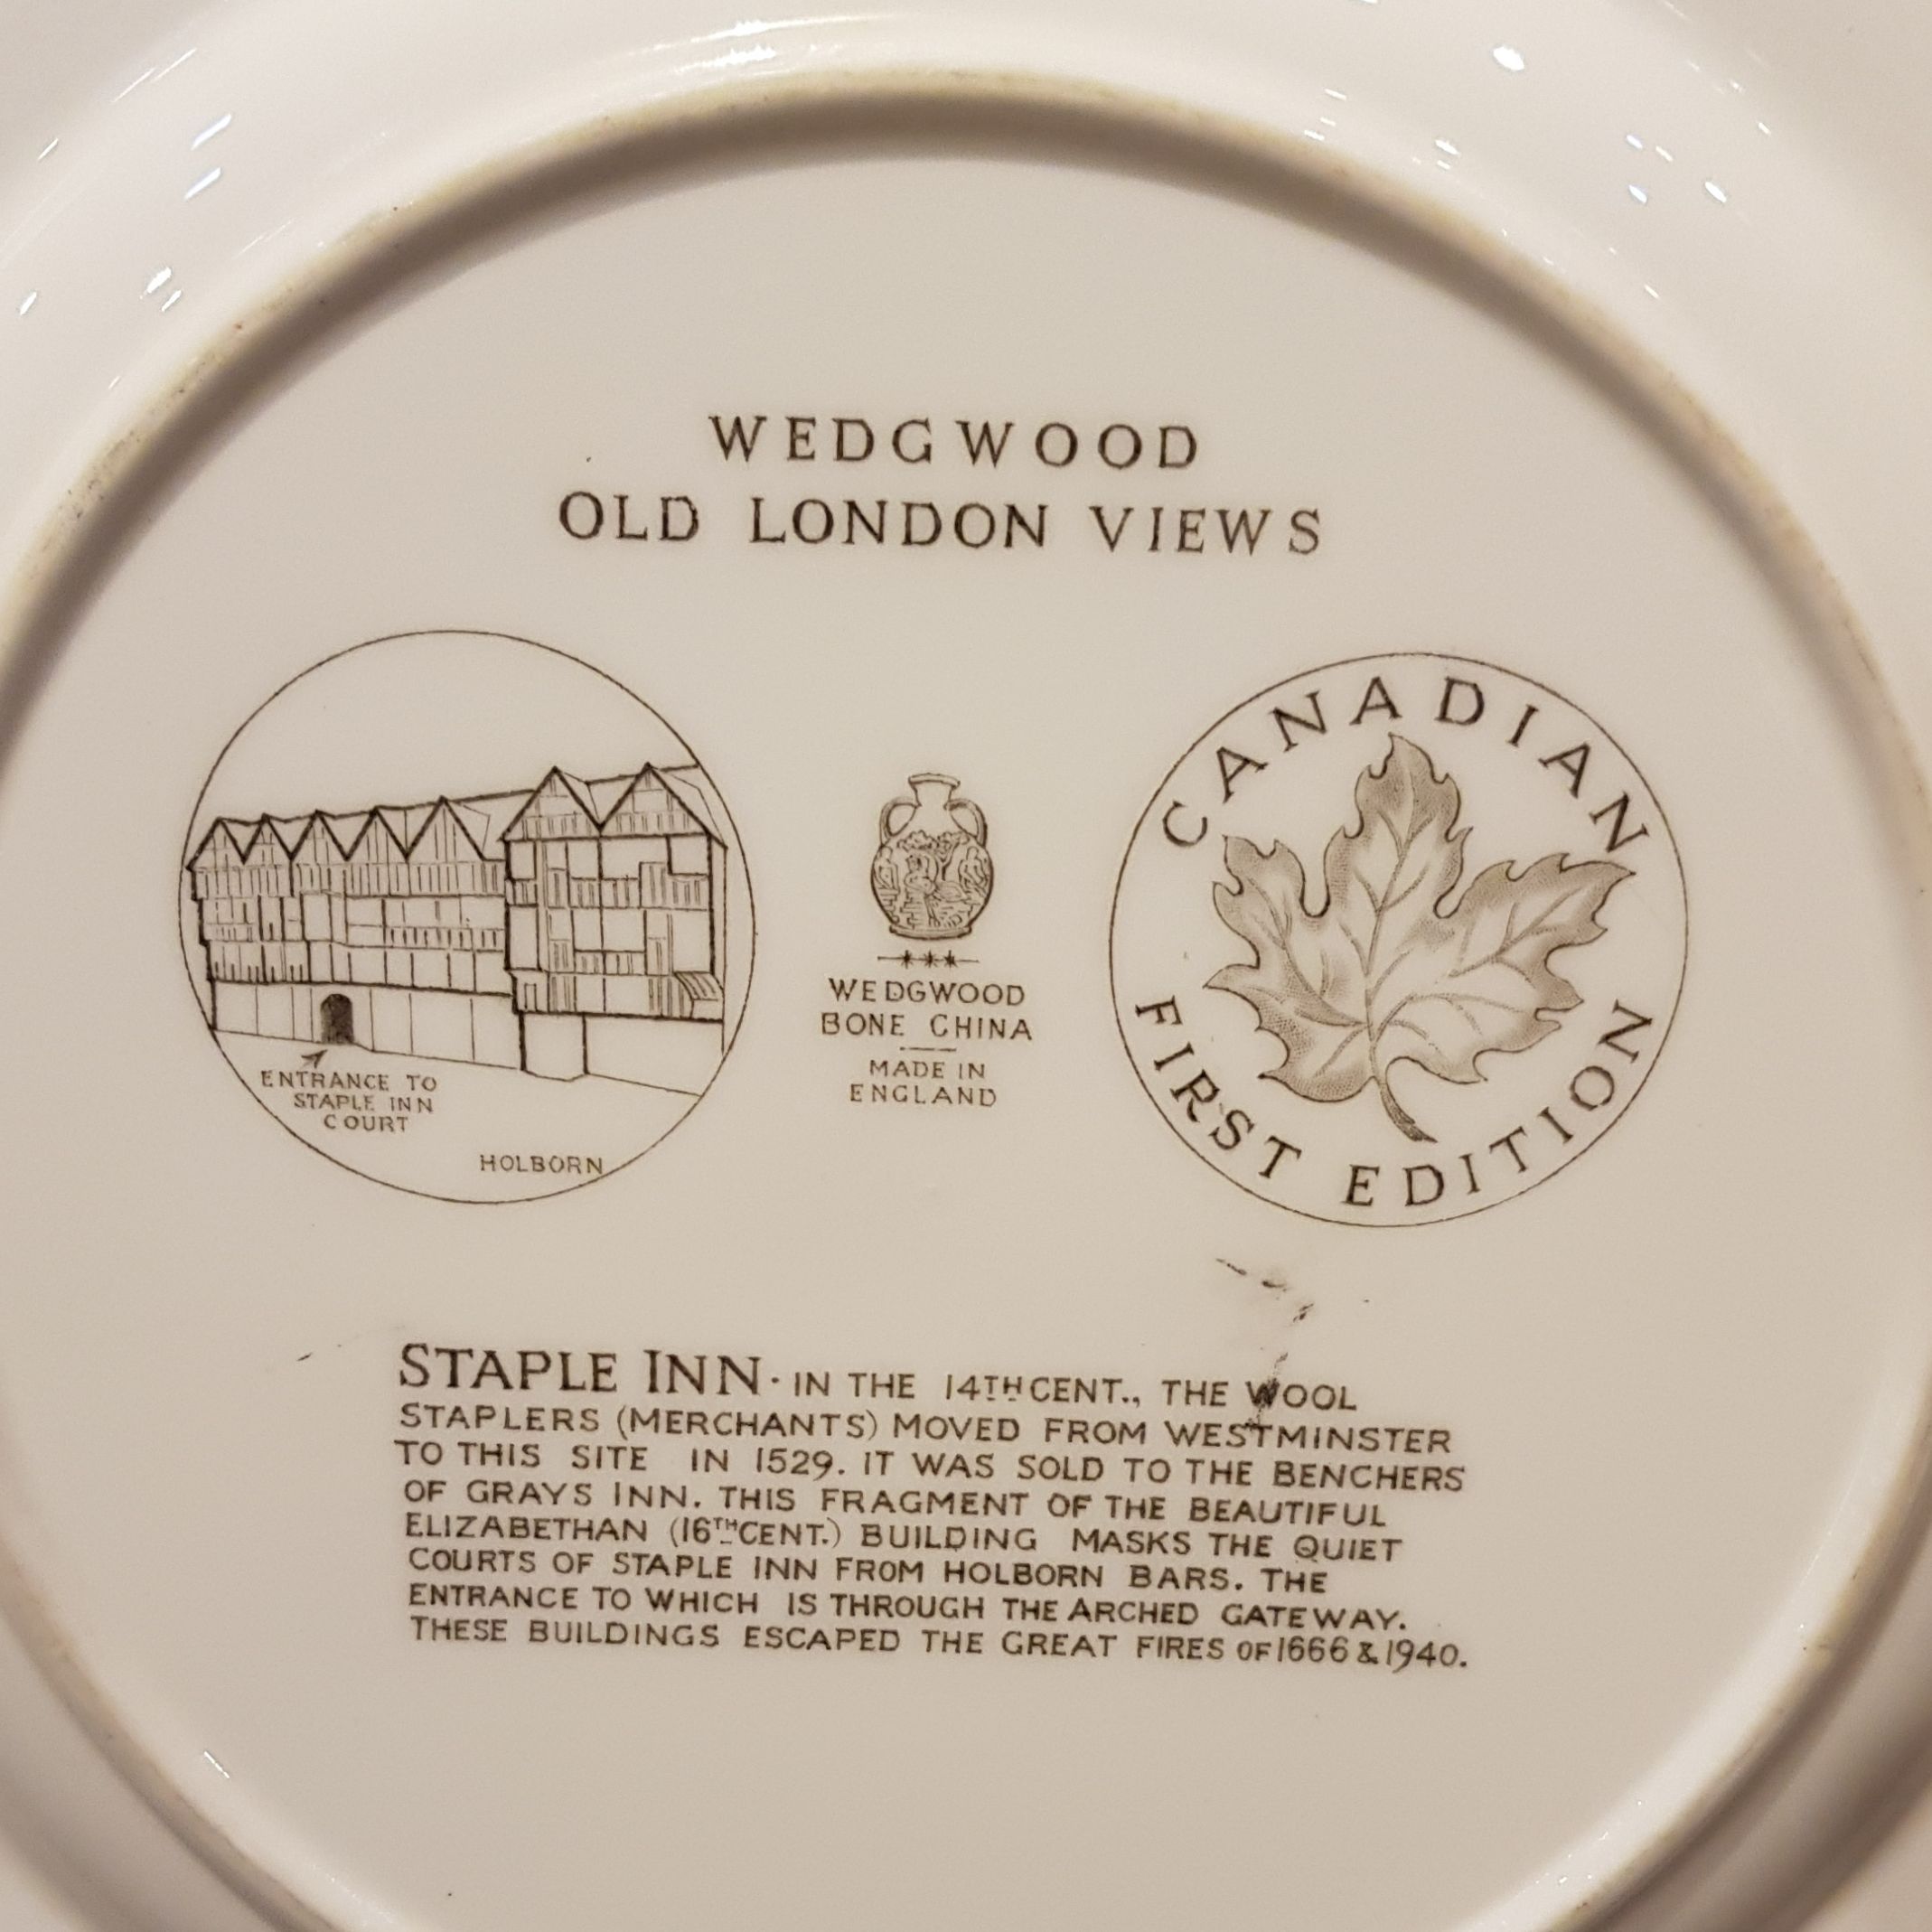 WEDGWOOD
OLD LONDON VIEWS
ENTRANCE TO
STAPLE INN
COURT
HOLBORN
WEDGWOOD
BONE CHINA
MADE IN
ENGLAND
CANADIAN
FIRST EDITION
STAPLE INN · IN THE 14TH CENT., THE WOOL
STAPLERS (MERCHANTS) MOVED FROM WESTMINSTER
TO THIS SITE IN 1529. IT WAS SOLD TO THE BENCHERS
OF GRAYS INN. THIS FRAGMENT OF THE BEAUTIFUL
ELIZABETHAN (16TH CENT.) BUILDING MASKS THE QUIET
COURTS OF STAPLE INN FROM HOLBORN BARS. THE
ENTRANCE TO WHICH IS THROUGH THE ARCHED GATEWAY.
THESE BUILDINGS ESCAPED THE GREAT FIRES OF 1666 & 1940.